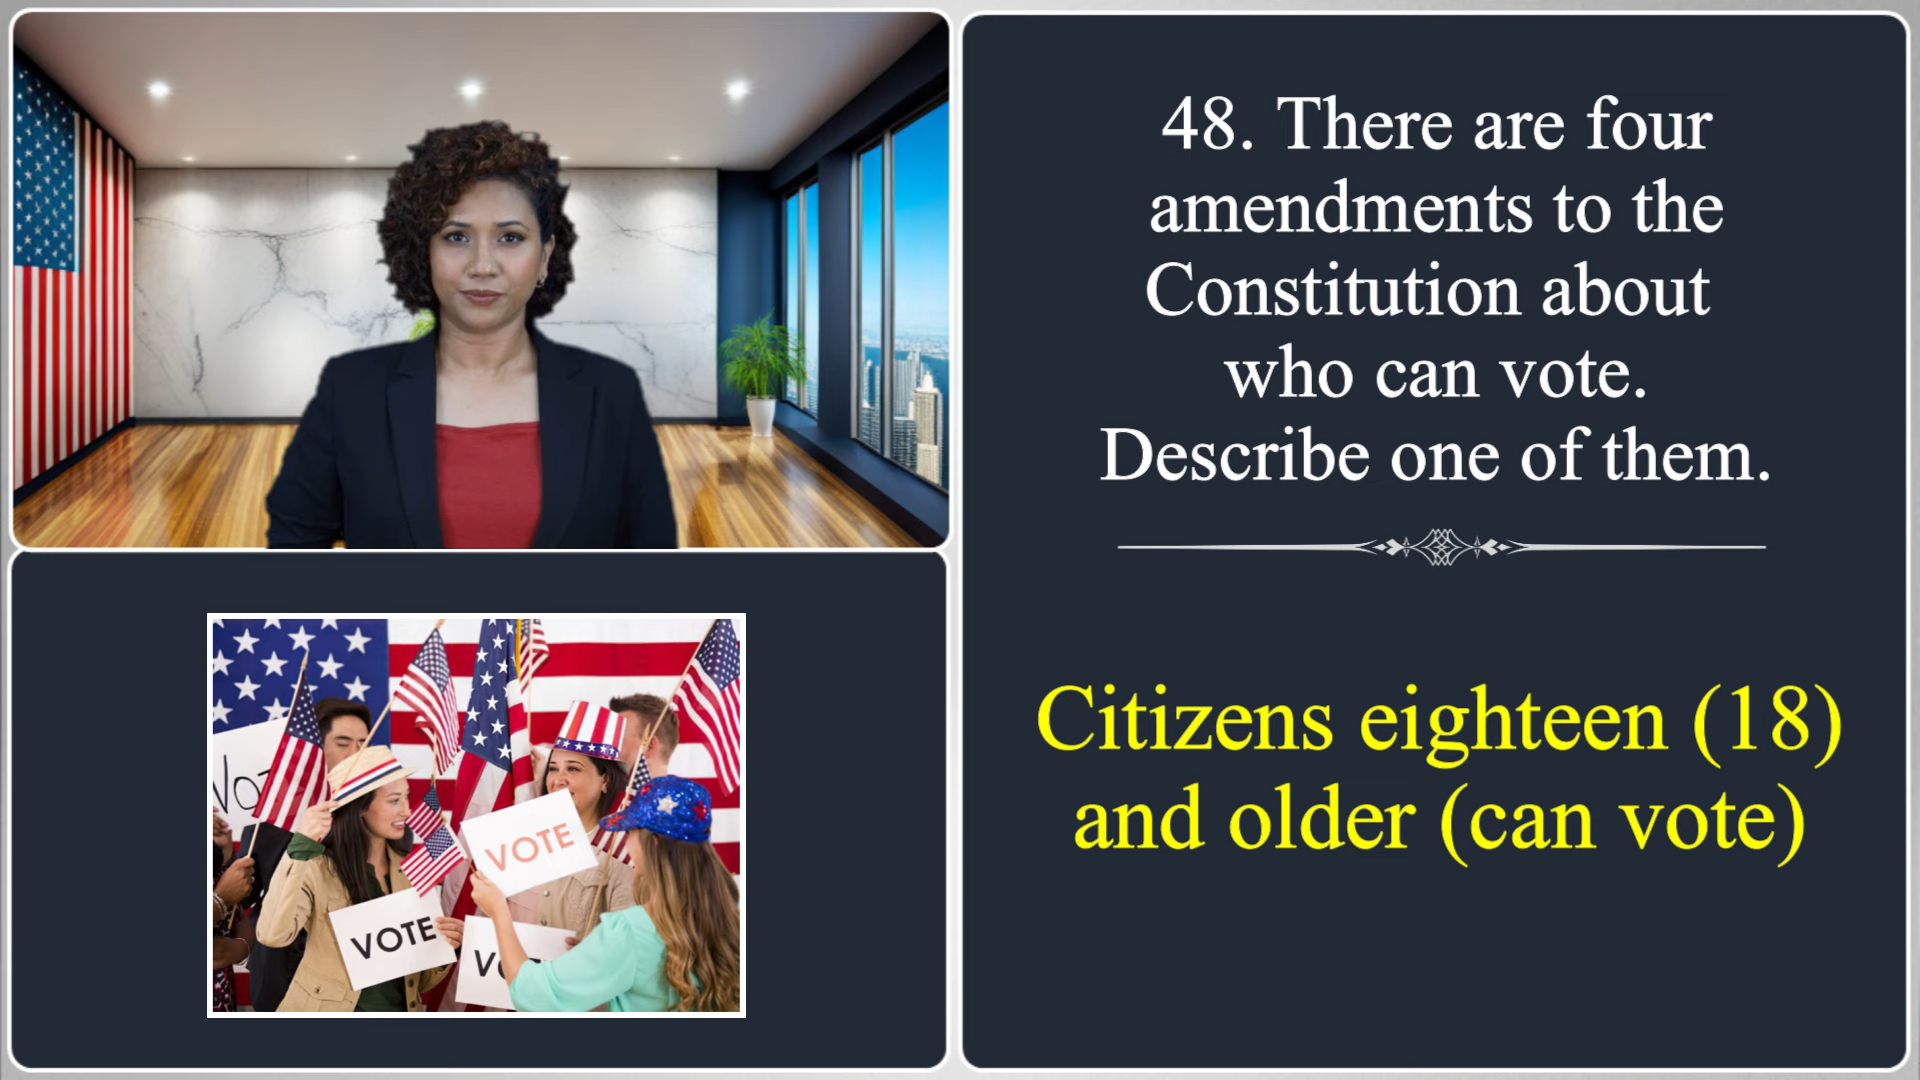 48. There are four
amendments to the
Constitution about
who can vote.
Describe one of them.
Citizens eighteen (18)
and older (can vote)
VOTE
VOTE